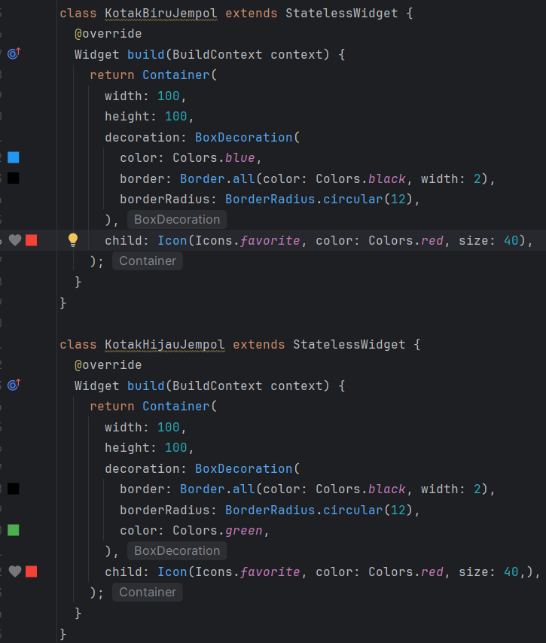 class KotakBiruJempol extends StatelessWidget {
@override
Widget build(BuildContext context) {
return Container(
width: 100,
height: 100,
decoration: BoxDecoration(
color: Colors.blue,
border: Border.all(color: Colors.black, width: 2),
borderRadius: BorderRadius.circular(12),
), BoxDecoration
child: Icon(Icons.favorite, color: Colors.red, size: 40),
); Container
}
}
class KotakHijauJempol extends StatelessWidget {
@override
Widget build(BuildContext context) {
return Container(
width: 100,
height: 100,
decoration: BoxDecoration(
border: Border.all(color: Colors.black, width: 2),
borderRadius: BorderRadius.circular(12),
color: Colors.green,
), BoxDecoration
child: Icon(Icons.favorite, color: Colors.red, size: 40,),
); Container
}
}